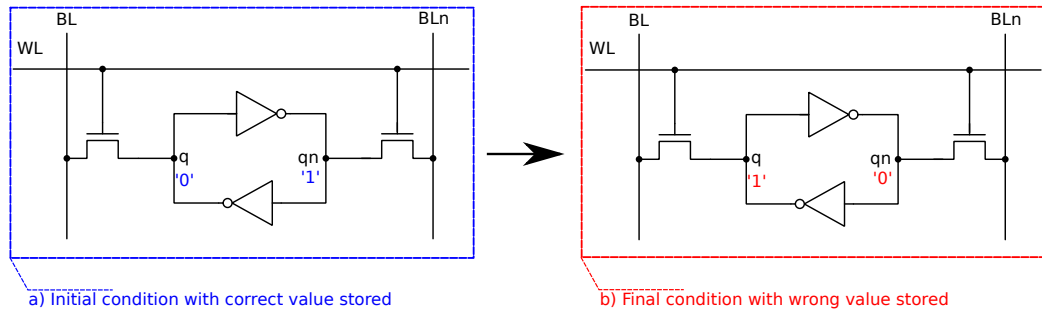 BL
BLn
WL
q
qn
'0'
'1'
a) Initial condition with correct value stored
BL
BLn
WL
q
qn
'1'
'0'
b) Final condition with wrong value stored